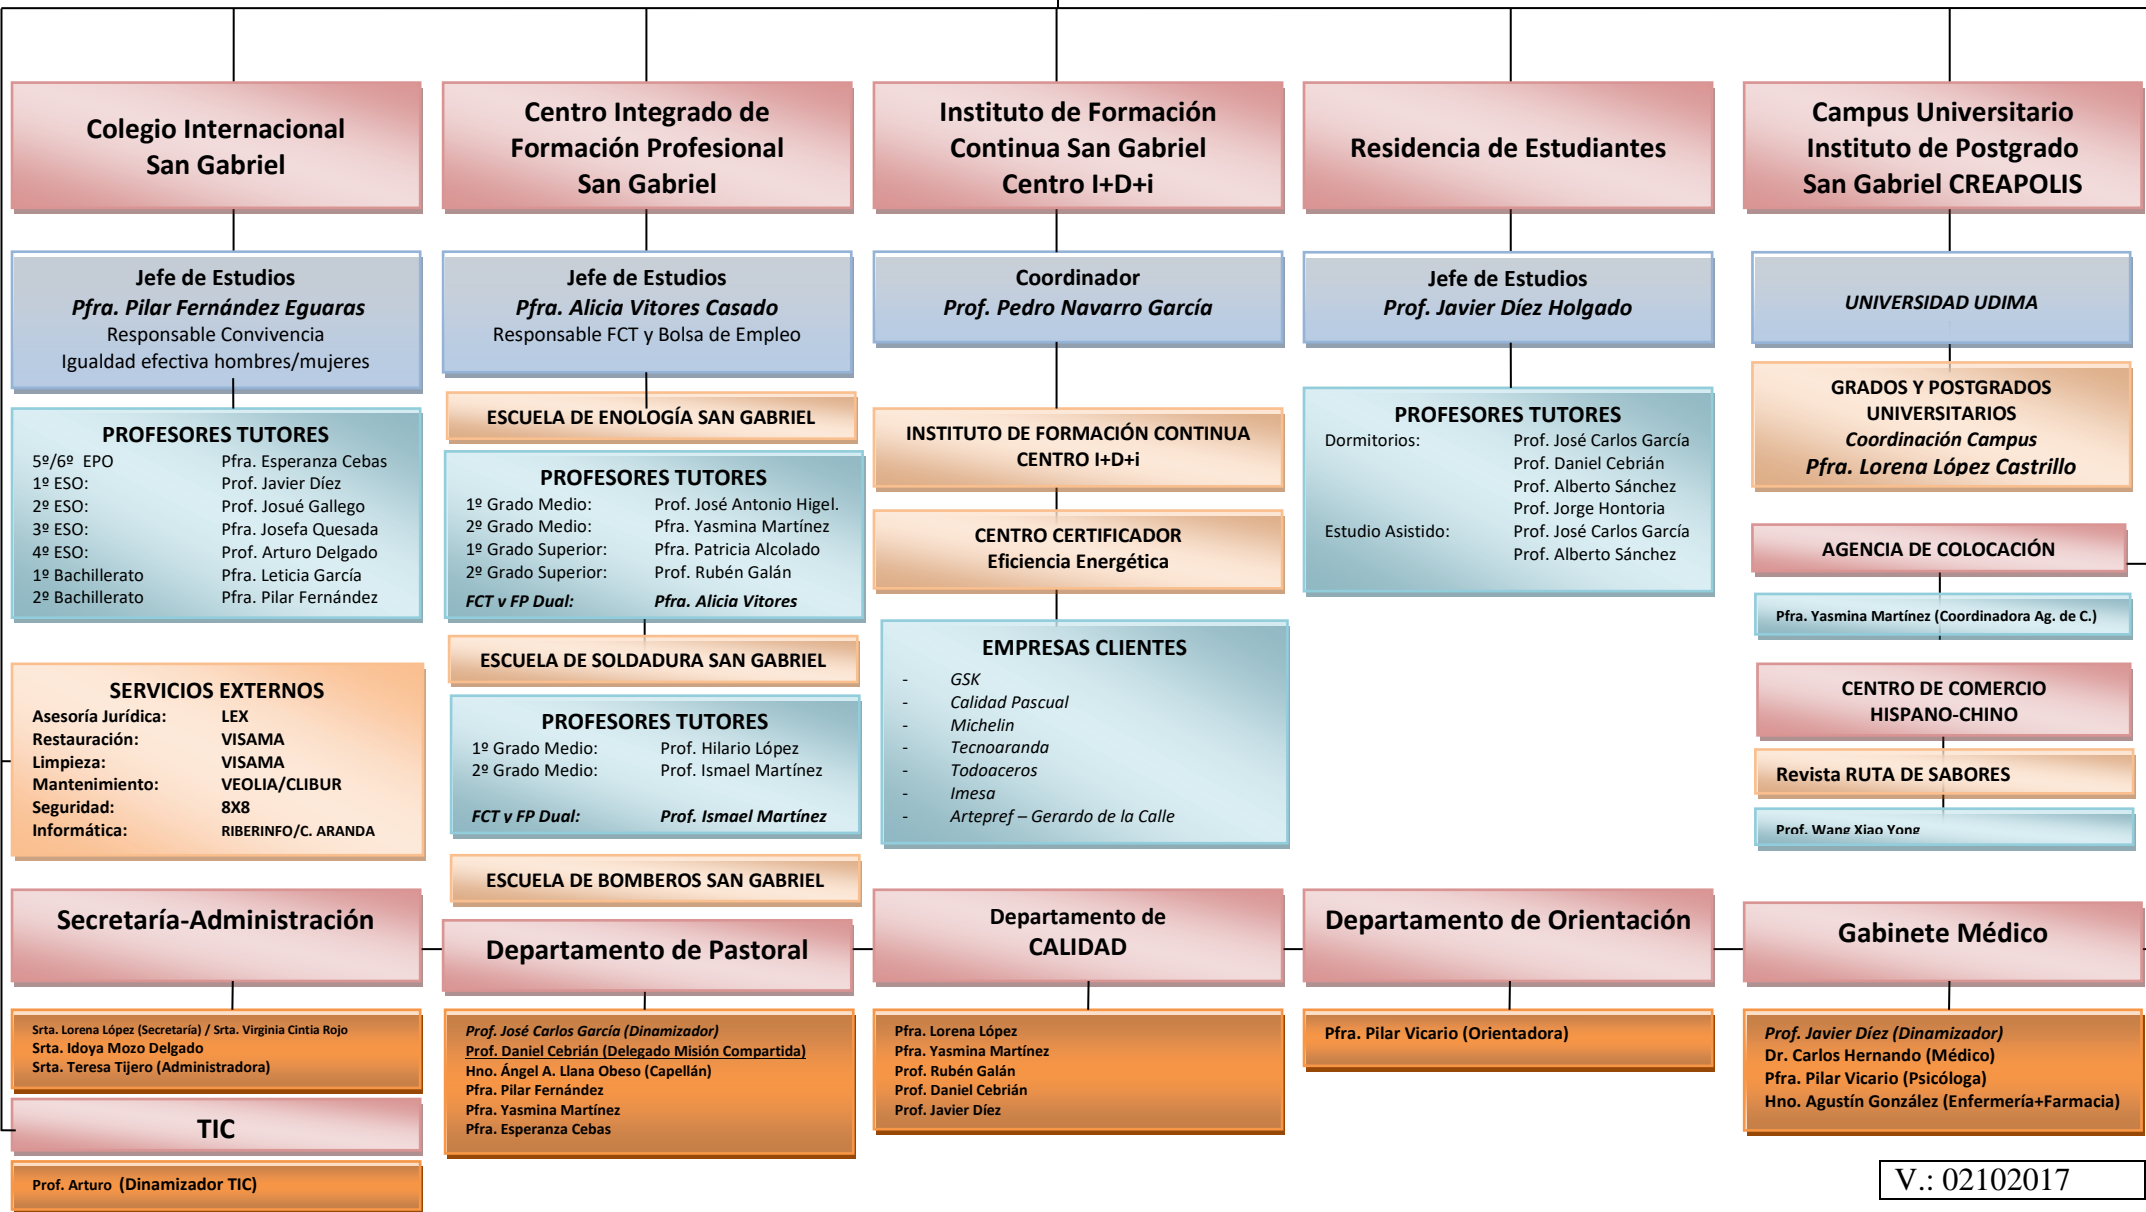 Colegio Internacional
San Gabriel
Centro Integrado de
Formación Profesional
San Gabriel
Instituto de Formación
Continua San Gabriel
Centro I+D+i
Residencia de Estudiantes
Campus Universitario
Instituto de Postgrado
San Gabriel CREAPOLIS
Jefe de Estudios
Pfra. Pilar Fernández Eguaras
Responsable Convivencia
Igualdad efectiva hombres/mujeres
Jefe de Estudios
Pfra. Alicia Vitores Casado
Responsable FCT y Bolsa de Empleo
Coordinador
Prof. Pedro Navarro García
Jefe de Estudios
Prof. Javier Díez Holgado
UNIVERSIDAD UDIMA
PROFESORES TUTORES
5º/6º EPO Pfra. Esperanza Cebas
1º ESO: Prof. Javier Díez
2º ESO: Prof. Josué Gallego
3º ESO: Pfra. Josefa Quesada
4º ESO: Prof. Arturo Delgado
1º Bachillerato Pfra. Leticia García
2º Bachillerato Pfra. Pilar Fernández
SERVICIOS EXTERNOS
Asesoría Jurídica: LEX
Restauración: VISAMA
Limpieza: VISAMA
Mantenimiento: VEOLIA/CLIBUR
Seguridad: 8X8
Informática: RIBERINFO/C. ARANDA
ESCUELA DE ENOLOGÍA SAN GABRIEL
PROFESORES TUTORES
1º Grado Medio: Prof. José Antonio Higel.
2º Grado Medio: Pfra. Yasmina Martínez
1º Grado Superior: Pfra. Patricia Alcolado
2º Grado Superior: Prof. Rubén Galán
FCT y FP Dual: Pfra. Alicia Vitores
ESCUELA DE SOLDADURA SAN GABRIEL
PROFESORES TUTORES
1º Grado Medio: Prof. Hilario López
2º Grado Medio: Prof. Ismael Martínez
FCT y FP Dual: Prof. Ismael Martínez
ESCUELA DE BOMBEROS SAN GABRIEL
INSTITUTO DE FORMACIÓN CONTINUA
CENTRO I+D+i
CENTRO CERTIFICADOR
Eficiencia Energética
EMPRESAS CLIENTES
- GSK
- Calidad Pascual
- Michelin
- Tecnoaranda
- Todoaceros
- Imesa
- Artepref – Gerardo de la Calle
PROFESORES TUTORES
Dormitorios: Prof. José Carlos García
Prof. Daniel Cebrián
Prof. Alberto Sánchez
Prof. Jorge Hontoria
Estudio Asistido: Prof. José Carlos García
Prof. Alberto Sánchez
GRADOS Y POSTGRADOS
UNIVERSITARIOS
Coordinación Campus
Pfra. Lorena López Castrillo
AGENCIA DE COLOCACIÓN
Pfra. Yasmina Martínez (Coordinadora Ag. de C.)
CENTRO DE COMERCIO
HISPANO-CHINO
Revista RUTA DE SABORES
Prof. Wang Xiao Yong
Secretaría-Administración
Departamento de Pastoral
Departamento de
CALIDAD
Departamento de Orientación
Gabinete Médico
Srta. Lorena López (Secretaría) / Srta. Virginia Cintia Rojo
Srta. Idoya Mozo Delgado
Srta. Teresa Tijero (Administradora)
TIC
Prof. Arturo (Dinamizador TIC)
Prof. José Carlos García (Dinamizador)
Prof. Daniel Cebrián (Delegado Misión Compartida)
Hno. Ángel A. Llana Obeso (Capellán)
Pfra. Pilar Fernández
Pfra. Yasmina Martínez
Pfra. Esperanza Cebas
Pfra. Lorena López
Pfra. Yasmina Martínez
Prof. Rubén Galán
Prof. Daniel Cebrián
Prof. Javier Díez
Pfra. Pilar Vicario (Orientadora)
Prof. Javier Díez (Dinamizador)
Dr. Carlos Hernando (Médico)
Pfra. Pilar Vicario (Psicóloga)
Hno. Agustín González (Enfermería+Farmacia)
V.: 02102017